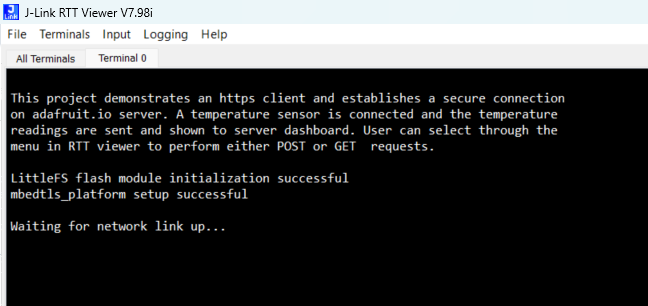 J-Link RTT Viewer V7.98i
File Terminals Input Logging Help
All Terminals Terminal 0
This project demonstrates an https client and establishes a secure connection
on adafruit.io server. A temperature sensor is connected and the temperature
readings are sent and shown to server dashboard. User can select through the
menu in RTT viewer to perform either POST or GET  requests.
LittleFS flash module initialization successful
mbedtls_platform setup successful
Waiting for network link up...